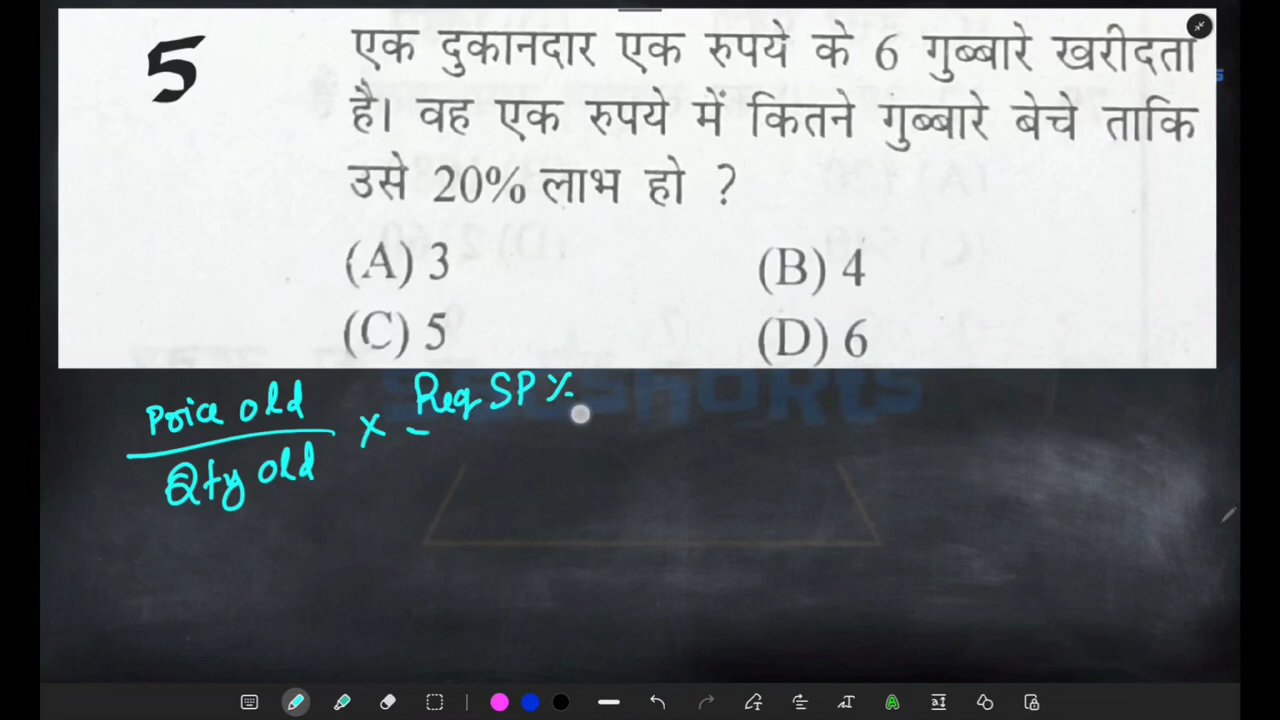 5
एक दुकानदार एक रुपये के 6 गुब्बारे खरीदता
है। वह एक रुपये में कितने गुब्बारे बेचे ताकि
उसे 20% लाभ हो ?
(A) 3 (B) 4
(C) 5 (D) 6
Price old × Req SP %
Qty old